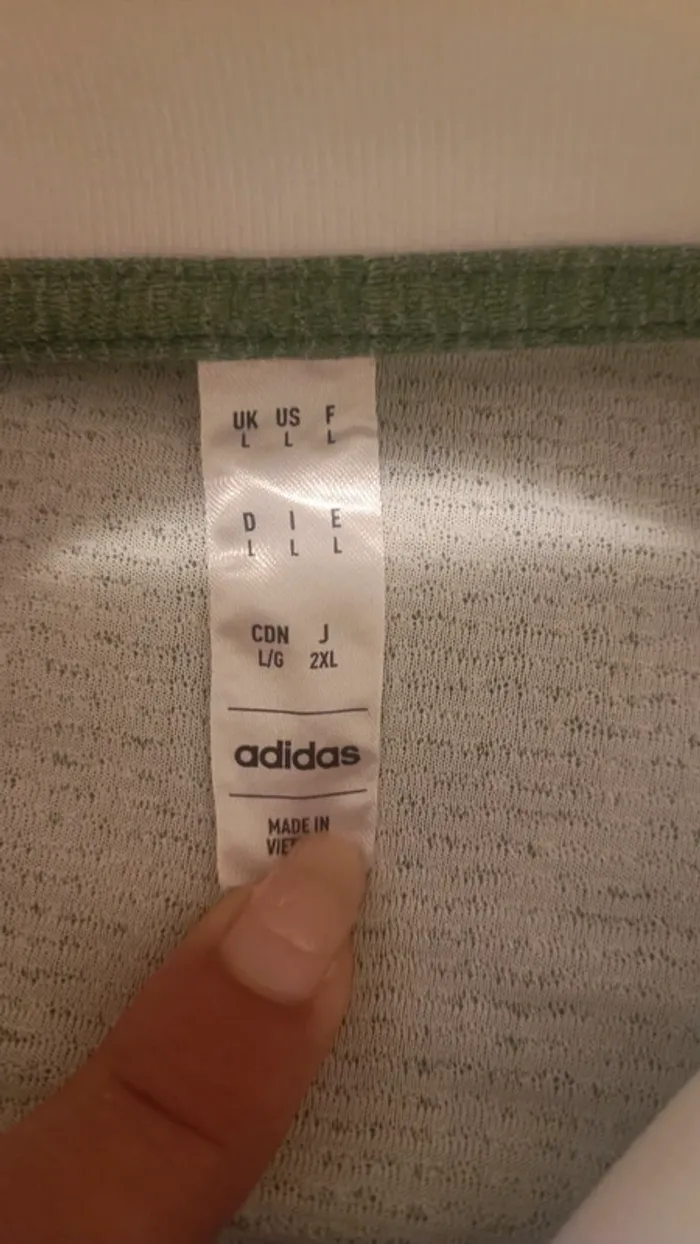 UK US F
L L L
D I E
L L L
CDN J
L/G 2XL
adidas
MADE IN